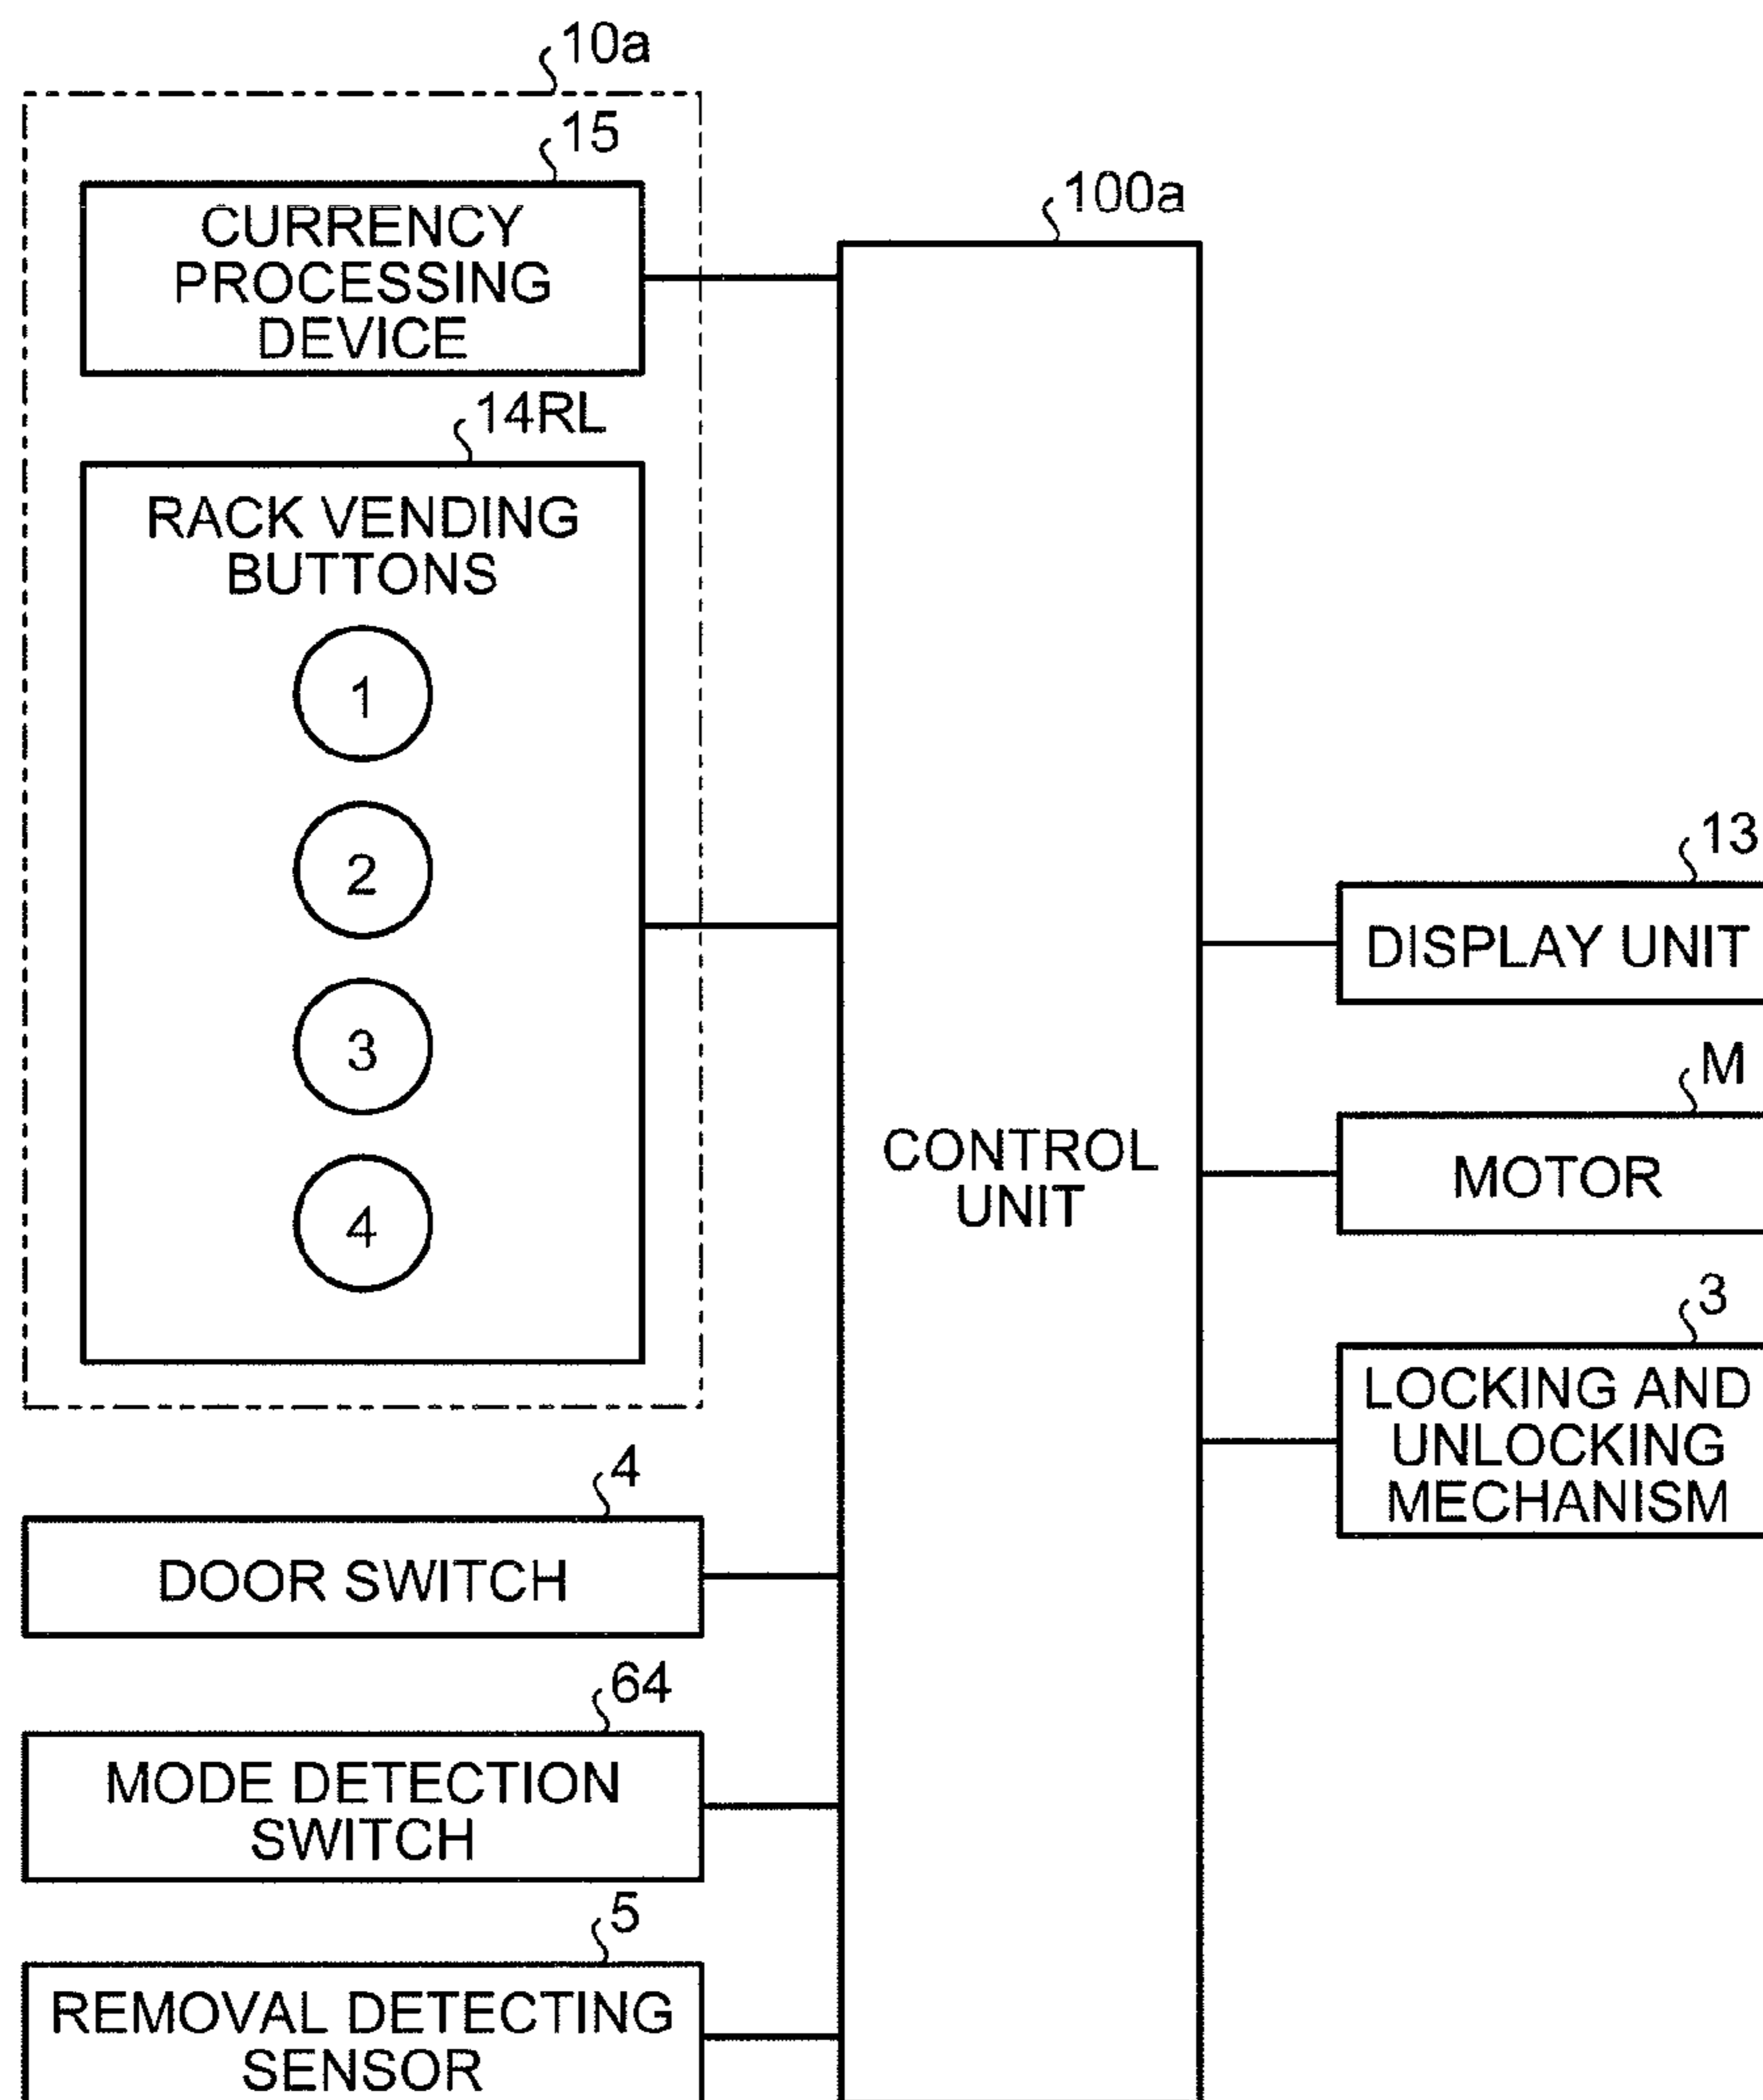 10a
15
CURRENCY
PROCESSING
DEVICE
14RL
RACK VENDING
BUTTONS
1
2
3
4
4
DOOR SWITCH
64
MODE DETECTION
SWITCH
5
REMOVAL DETECTING
SENSOR
100a
CONTROL
UNIT
13
DISPLAY UNIT
M
MOTOR
3
LOCKING AND
UNLOCKING
MECHANISM